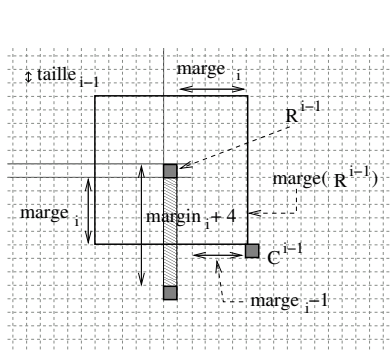 taille i-1
marge i
R i-1
marge( R i-1 )
marge i
margin i + 4
C i-1
marge i -1